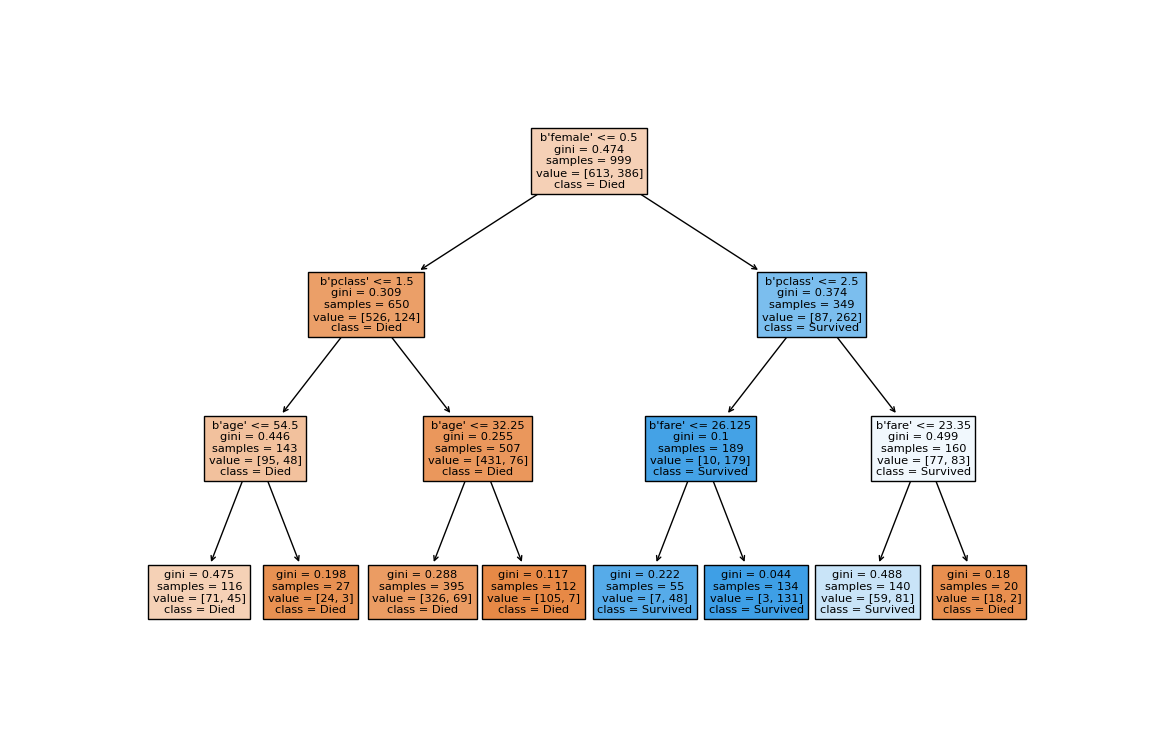 b'female' <= 0.5
gini = 0.474
samples = 999
value = [613, 386]
class = Died
b'pclass' <= 1.5
gini = 0.309
samples = 650
value = [526, 124]
class = Died
b'pclass' <= 2.5
gini = 0.374
samples = 349
value = [87, 262]
class = Survived
b'age' <= 54.5
gini = 0.446
samples = 143
value = [95, 48]
class = Died
b'age' <= 32.25
gini = 0.255
samples = 507
value = [431, 76]
class = Died
b'fare' <= 26.125
gini = 0.1
samples = 189
value = [10, 179]
class = Survived
b'fare' <= 23.35
gini = 0.499
samples = 160
value = [77, 83]
class = Survived
gini = 0.475
samples = 116
value = [71, 45]
class = Died
gini = 0.198
samples = 27
value = [24, 3]
class = Died
gini = 0.288
samples = 395
value = [326, 69]
class = Died
gini = 0.117
samples = 112
value = [105, 7]
class = Died
gini = 0.222
samples = 55
value = [7, 48]
class = Survived
gini = 0.044
samples = 134
value = [3, 131]
class = Survived
gini = 0.488
samples = 140
value = [59, 81]
class = Survived
gini = 0.18
samples = 20
value = [18, 2]
class = Died